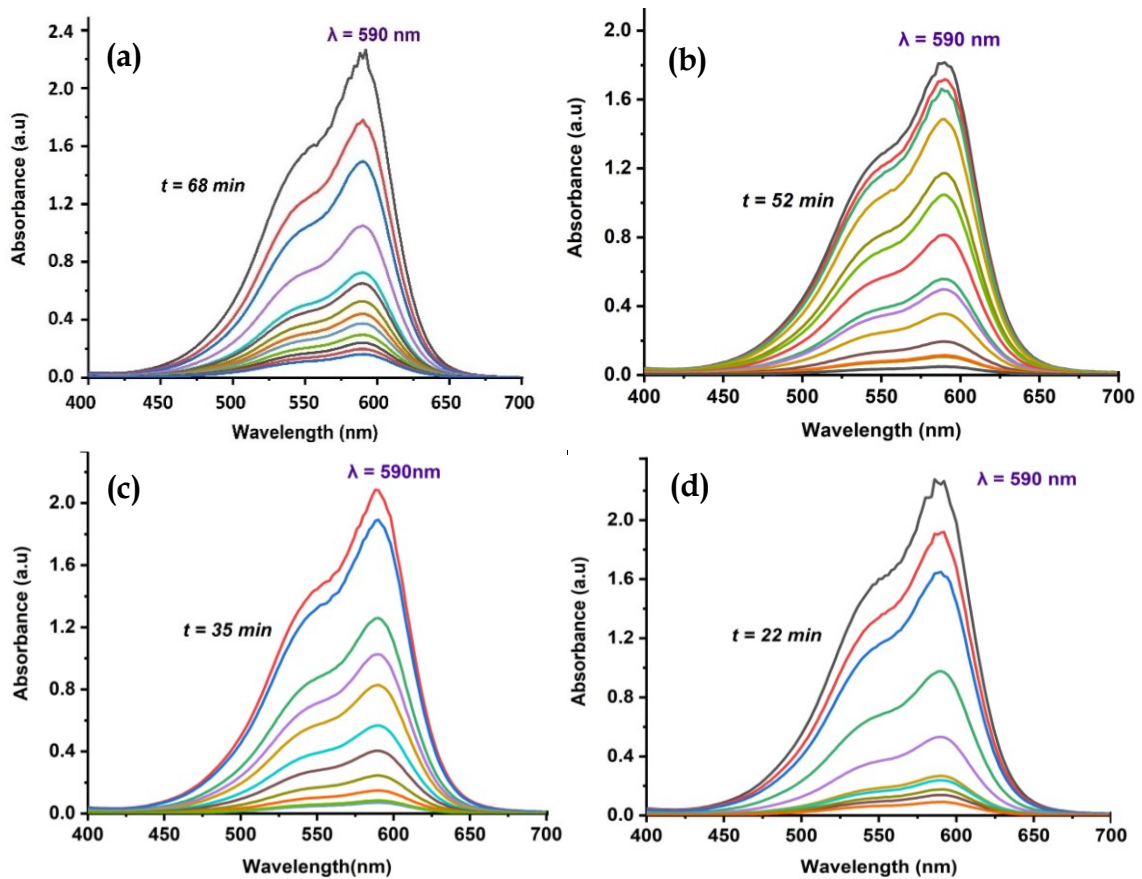 (a)
λ = 590 nm
t = 68 min
Absorbance (a.u)
2.4
2.0
1.6
1.2
0.8
0.4
0.0
400 450 500 550 600 650 700
Wavelength (nm)
(b)
λ = 590 nm
t = 52 min
Absorbance (a.u)
2.0
1.6
1.2
0.8
0.4
0.0
400 450 500 550 600 650 700
Wavelength (nm)
(c)
λ = 590nm
t = 35 min
Absorbance (a.u)
2.0
1.6
1.2
0.8
0.4
0.0
400 450 500 550 600 650 700
Wavelength(nm)
(d)
λ = 590 nm
t = 22 min
Absorbance (a.u)
2.0
1.6
1.2
0.8
0.4
0.0
400 450 500 550 600 650 700
Wavelength (nm)